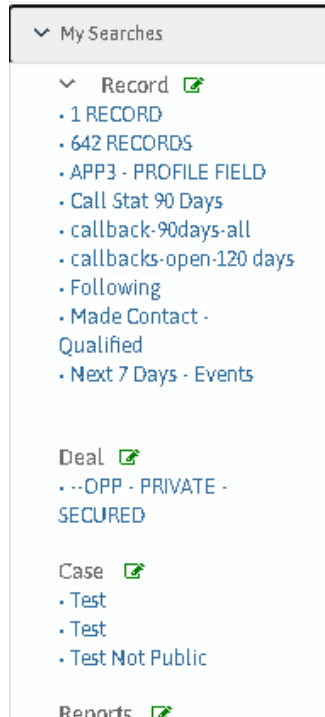 My Searches
Record
• 1 RECORD
• 642 RECORDS
• APP3 - PROFILE FIELD
• Call Stat 90 Days
• callback-90days-all
• callbacks-open-120 days
• Following
• Made Contact -
Qualified
• Next 7 Days - Events
Deal
• --OPP - PRIVATE -
SECURED
Case
• Test
• Test
• Test Not Public
Reports